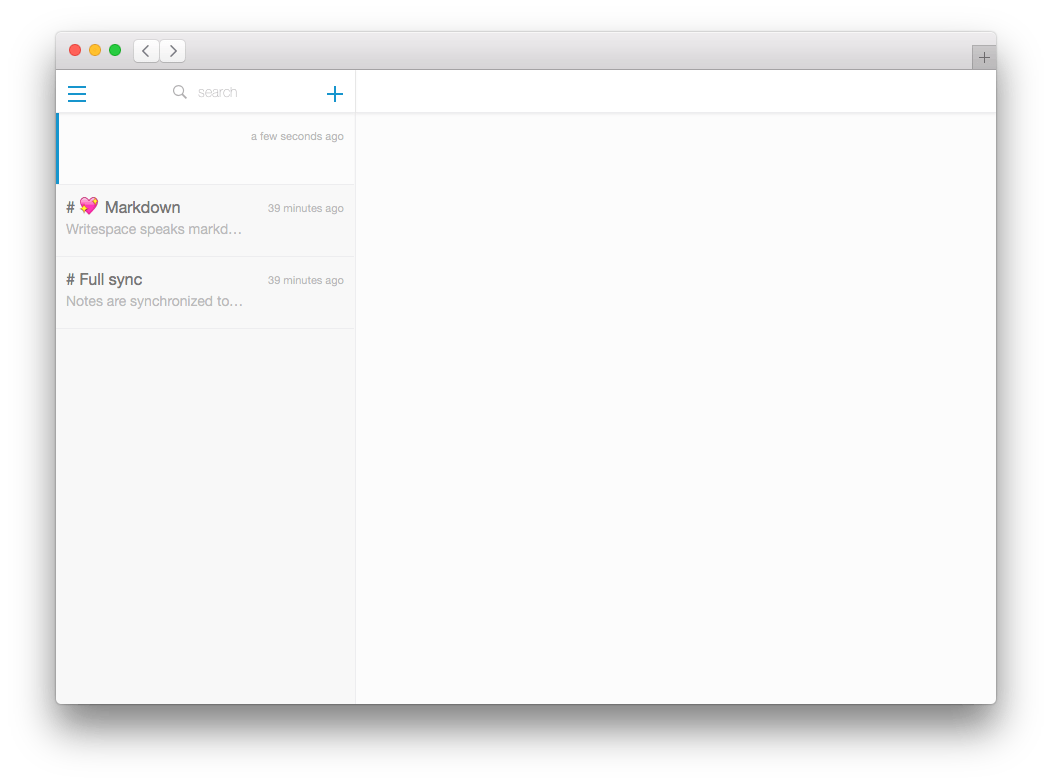 search
a few seconds ago
# 💖 Markdown 39 minutes ago
Writespace speaks markd…
# Full sync 39 minutes ago
Notes are synchronized to…